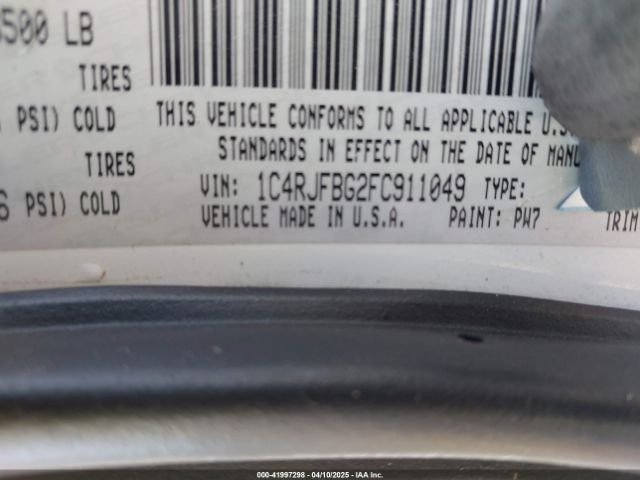 500 LB
TIRES
PSI) COLD
TIRES
PSI) COLD
THIS VEHICLE CONFORMS TO ALL APPLICABLE U.S.
STANDARDS IN EFFECT ON THE DATE OF MANU
VIN: 1C4RJFBG2FC911049 TYPE:
VEHICLE MADE IN U.S.A. PAINT: PW7 TRIM
000-41997298 - 04/10/2025 - IAA Inc.